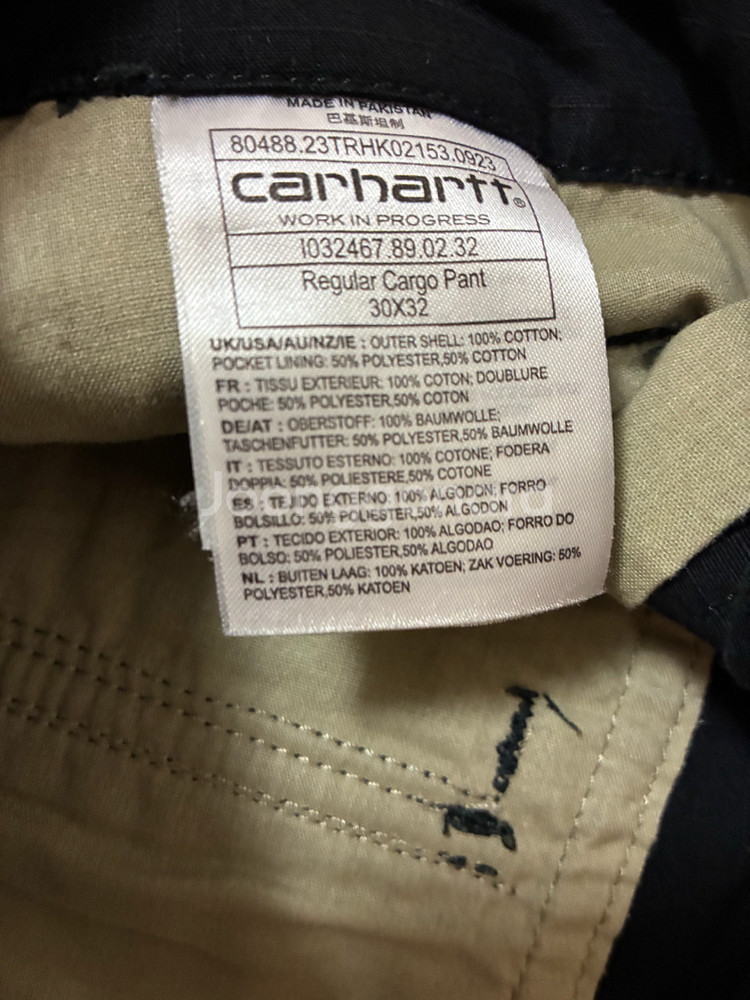 MADE IN PAKISTAN
巴基斯坦制
80488.23TRHK02153.0923
carhartt®
WORK IN PROGRESS
I032467.89.02.32
Regular Cargo Pant
30X32
UK/USA/AU/NZ/IE : OUTER SHELL: 100% COTTON;
POCKET LINING: 50% POLYESTER,50% COTTON
FR : TISSU EXTERIEUR: 100% COTON; DOUBLURE
POCHE: 50% POLYESTER,50% COTON
DE/AT : OBERSTOFF: 100% BAUMWOLLE;
TASCHENFUTTER: 50% POLYESTER,50% BAUMWOLLE
IT : TESSUTO ESTERNO: 100% COTONE; FODERA
DOPPIA: 50% POLIESTERE,50% COTONE
ES : TEJIDO EXTERNO: 100% ALGODON; FORRO
BOLSILLO: 50% POLIESTER,50% ALGODON
PT : TECIDO EXTERIOR: 100% ALGODAO; FORRO DO
BOLSO: 50% POLIESTER,50% ALGODAO
NL : BUITEN LAAG: 100% KATOEN; ZAK VOERING: 50%
POLYESTER,50% KATOEN